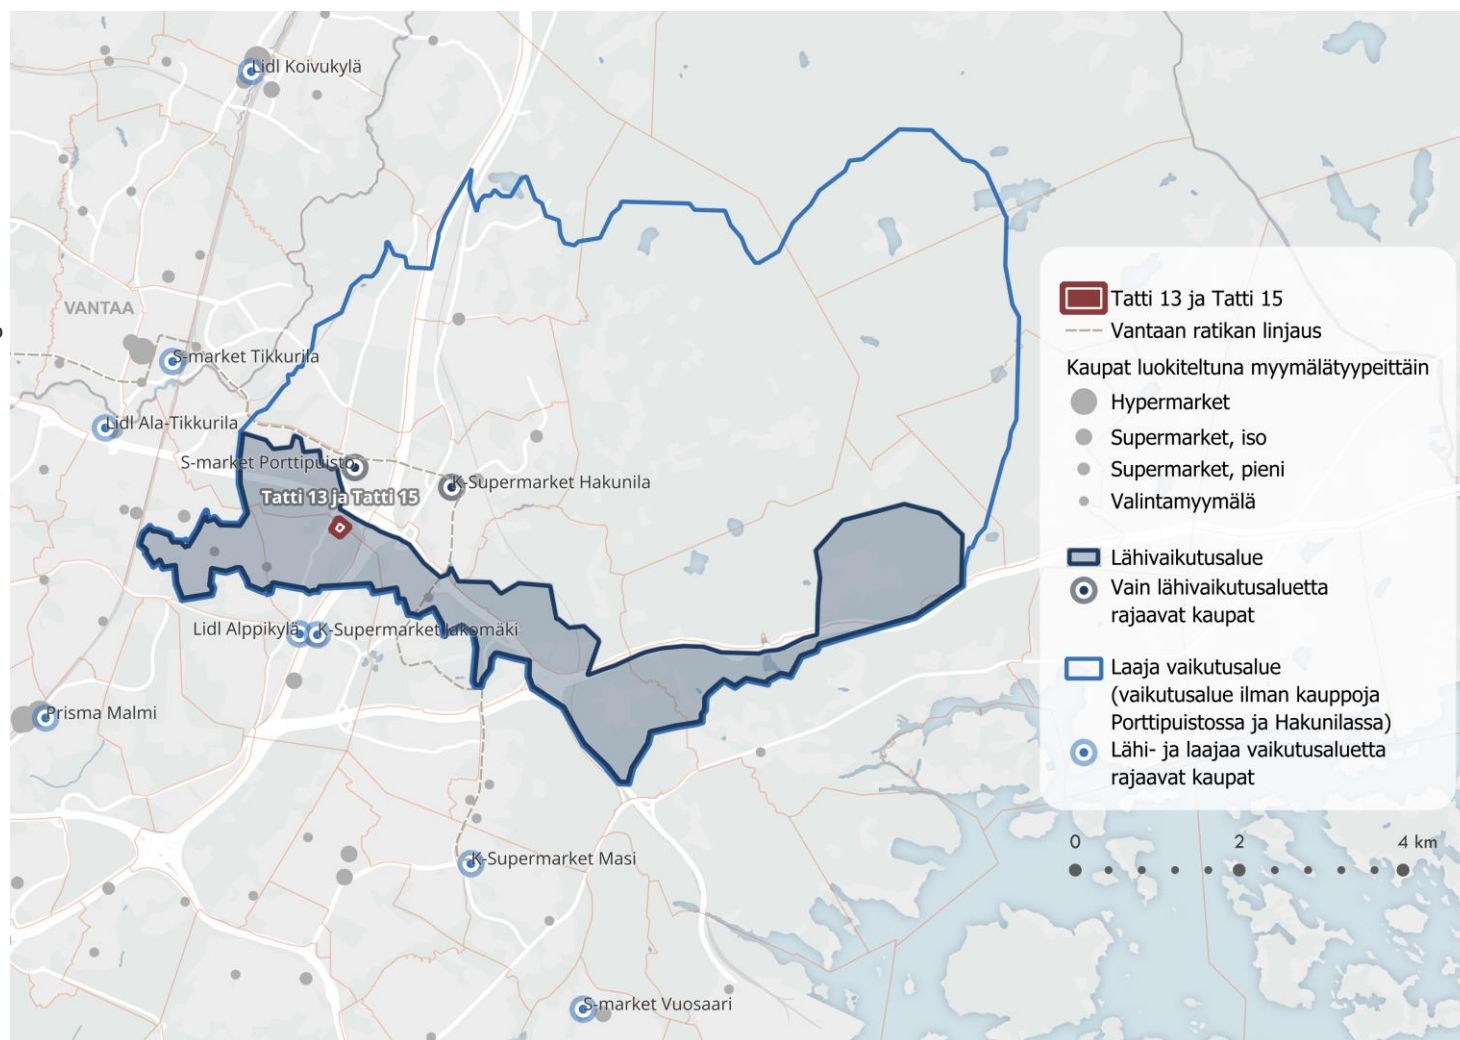 Lidl Koivukylä
VANTAA
S-market Tikkurila
Lidl Ala-Tikkurila
S-market Porttipuisto
K-Supermarket Hakunila
Tatti 13 ja Tatti 15
Lidl Alppikylä
K-Supermarket Jakomäki
Prisma Malmi
K-Supermarket Masi
S-market Vuosaari
Tatti 13 ja Tatti 15
Vantaan ratikan linjaus
Kaupat luokiteltuna myymälätyypeittäin
Hypermarket
Supermarket, iso
Supermarket, pieni
Valintamyymälä
Lähivaikutusalue
Vain lähivaikutusaluetta
rajaavat kaupat
Laaja vaikutusalue
(vaikutusalue ilman kauppoja
Porttipuistossa ja Hakunilassa)
Lähi- ja laajaa vaikutusaluetta
rajaavat kaupat
0 2 4 km